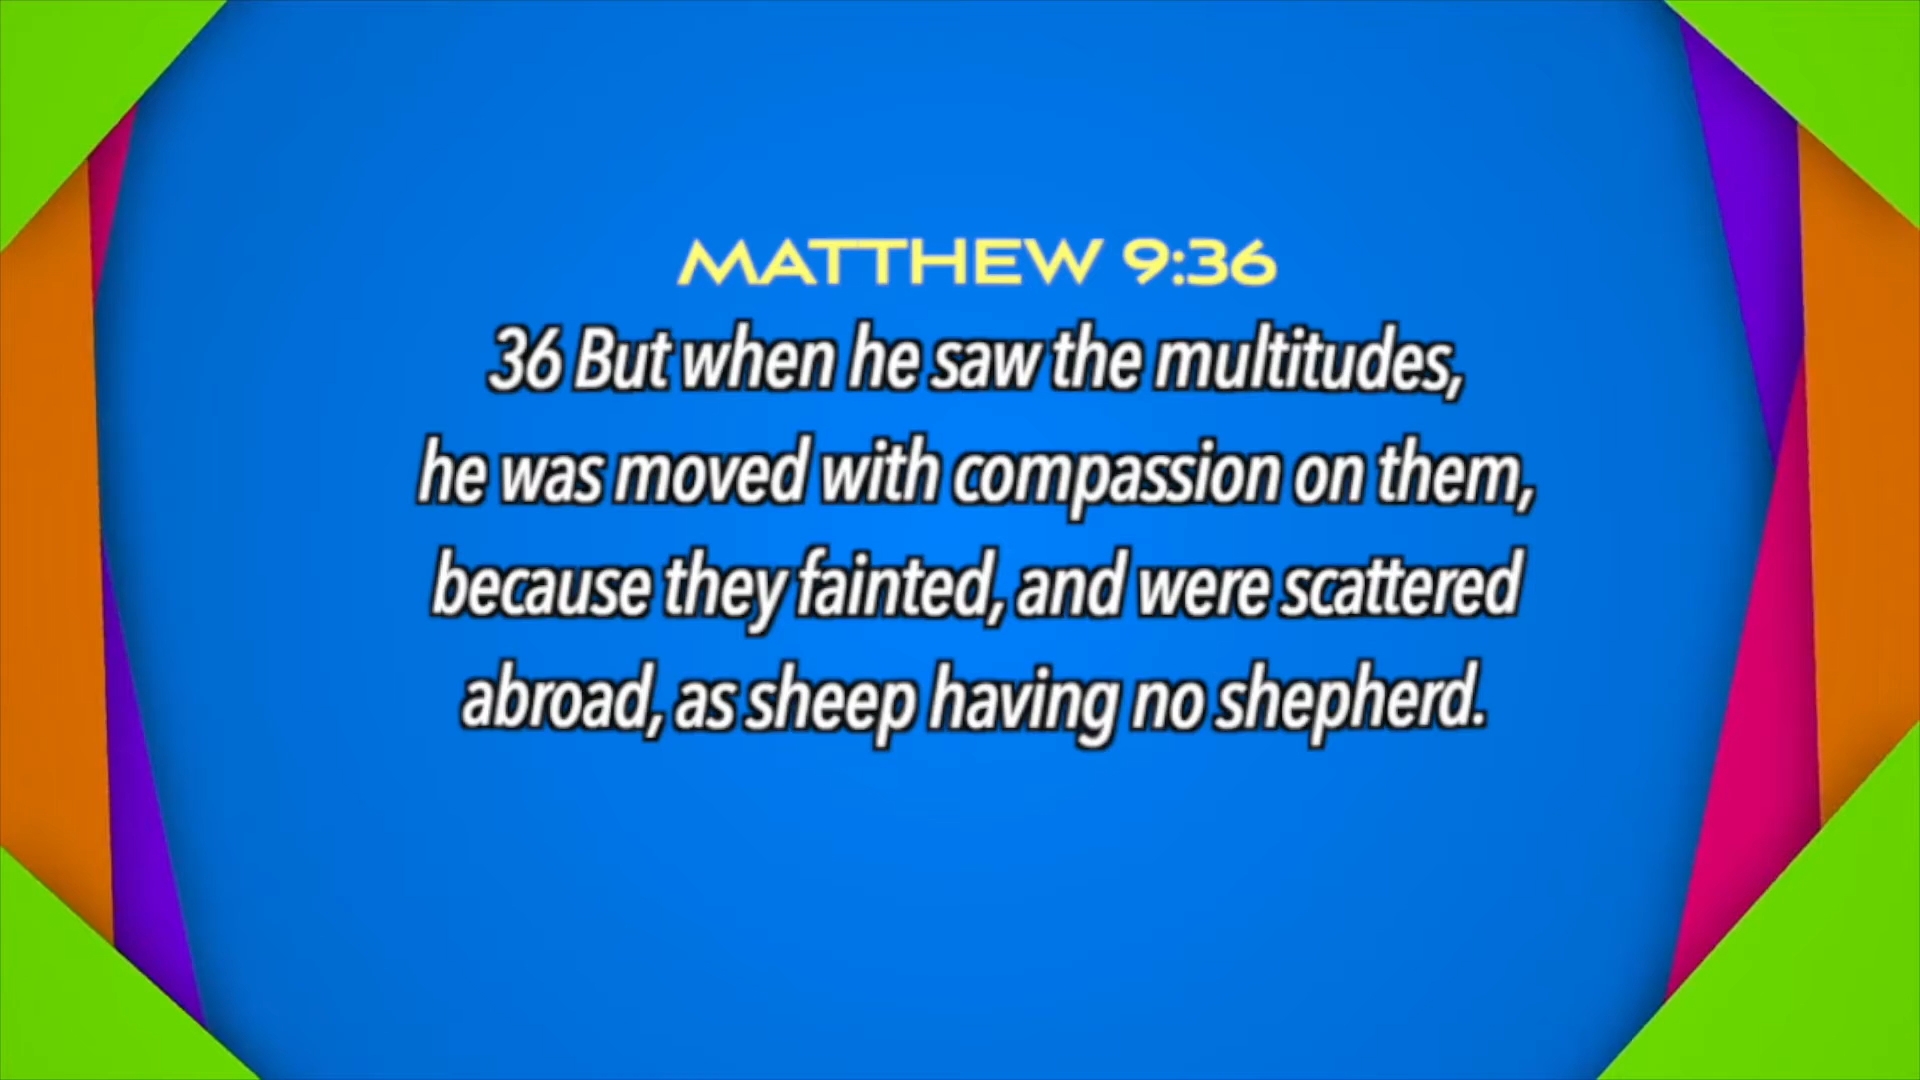 MATTHEW 9:36
36 But when he saw the multitudes,
he was moved with compassion on them,
because they fainted, and were scattered
abroad, as sheep having no shepherd.